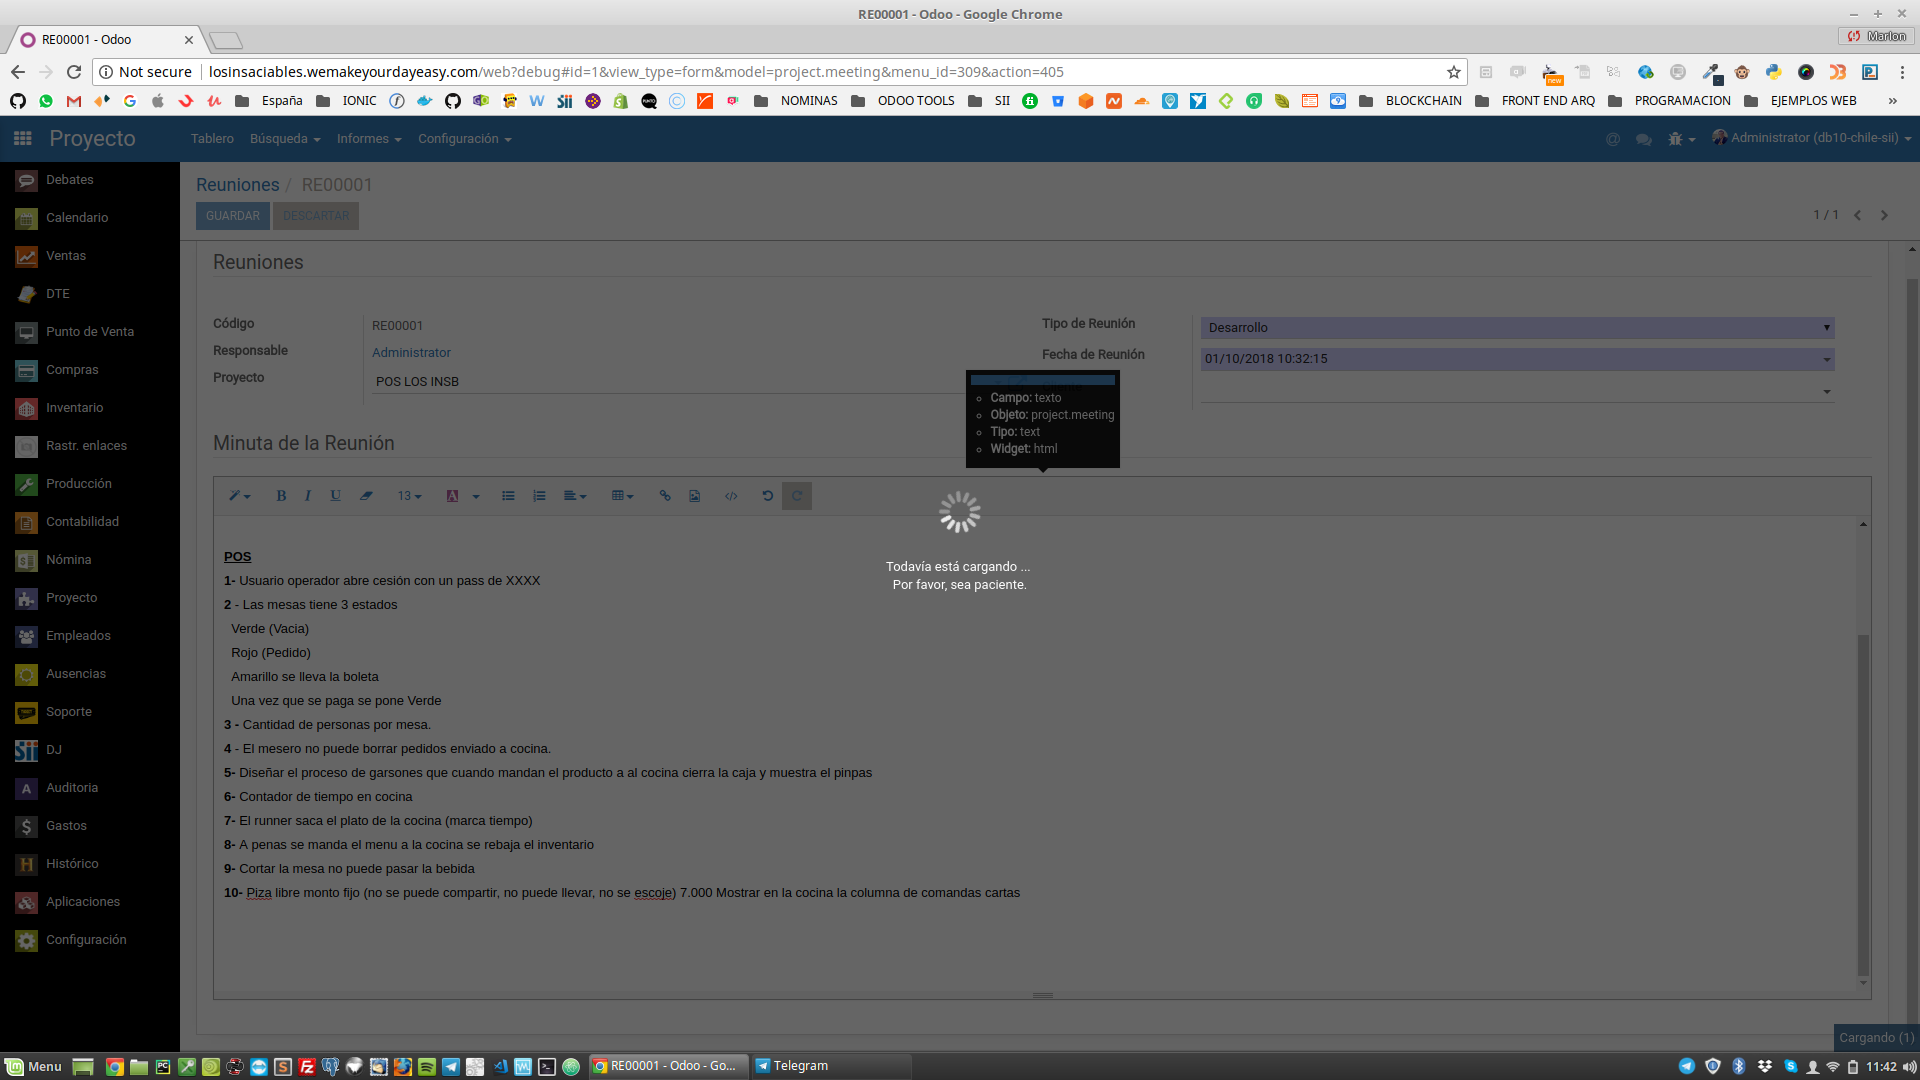 RE00001 - Odoo - Google Chrome
RE00001 - Odoo
Marlon
Not secure
losinsaciables.wemakeyourdayeasy.com/web?debug#id=1&view_type=form&model=project.meeting&menu_id=309&action=405
España
IONIC
NOMINAS
ODOO TOOLS
SII
BLOCKCHAIN
FRONT END ARQ
PROGRAMACION
EJEMPLOS WEB
Proyecto
Tablero
Búsqueda
Informes
Configuración
Administrator (db10-chile-sii)
Debates
Calendario
Ventas
DTE
Punto de Venta
Compras
Inventario
Rastr. enlaces
Producción
Contabilidad
Nómina
Proyecto
Empleados
Ausencias
Soporte
DJ
Auditoria
Gastos
Histórico
Aplicaciones
Configuración
Reuniones / RE00001
GUARDAR
DESCARTAR
1 / 1
Reuniones
Código
RE00001
Responsable
Administrator
Proyecto
POS LOS INSB
Tipo de Reunión
Desarrollo
Fecha de Reunión
01/10/2018 10:32:15
Campo: texto
Objeto: project.meeting
Tipo: text
Widget: html
Minuta de la Reunión
13
Todavía está cargando ...
Por favor, sea paciente.
POS
1- Usuario operador abre cesión con un pass de XXXX
2 - Las mesas tiene 3 estados
Verde (Vacia)
Rojo (Pedido)
Amarillo se lleva la boleta
Una vez que se paga se pone Verde
3 - Cantidad de personas por mesa.
4 - El mesero no puede borrar pedidos enviado a cocina.
5- Diseñar el proceso de garsones que cuando mandan el producto a al cocina cierra la caja y muestra el pinpas
6- Contador de tiempo en cocina
7- El runner saca el plato de la cocina (marca tiempo)
8- A penas se manda el menu a la cocina se rebaja el inventario
9- Cortar la mesa no puede pasar la bebida
10- Piza libre monto fijo (no se puede compartir, no puede llevar, no se escoje) 7.000 Mostrar en la cocina la columna de comandas cartas
Cargando (1)
Menu
RE00001 - Odoo - Go...
Telegram
11:42